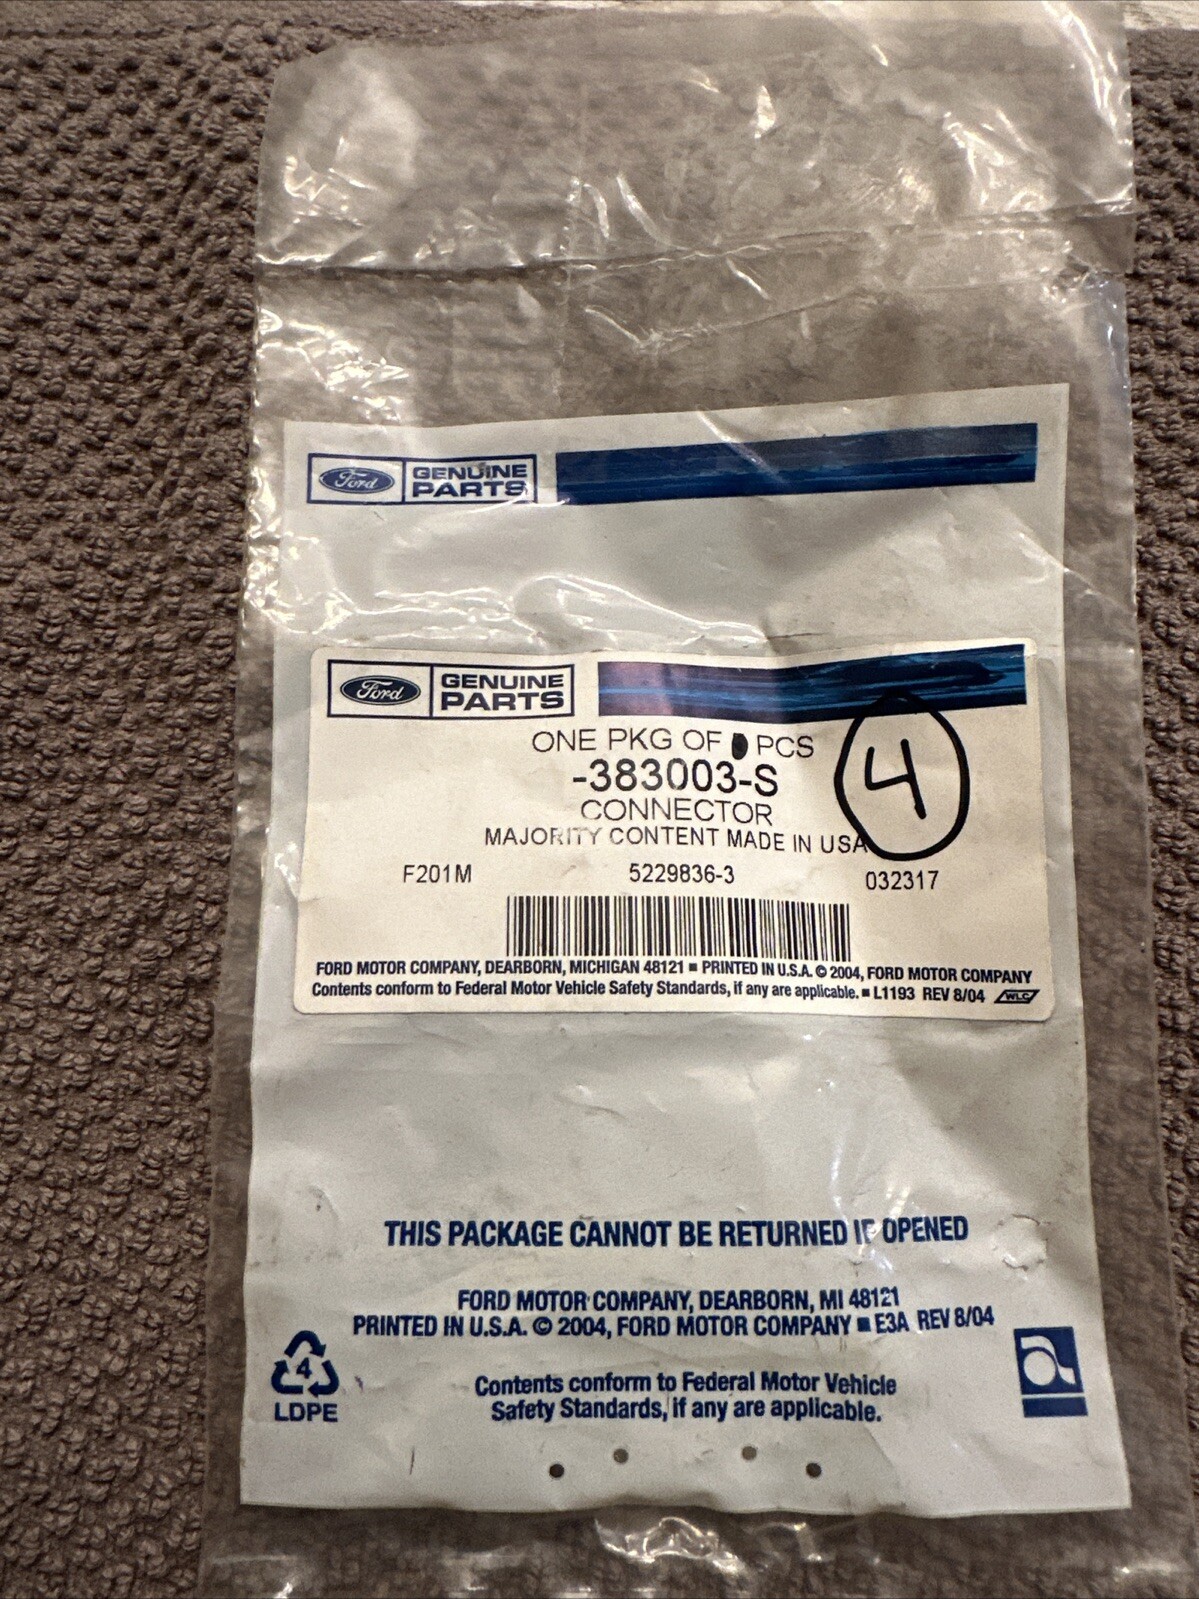 Ford GENUINE PARTS
Ford GENUINE PARTS
ONE PKG OF PCS
4
-383003-S
CONNECTOR
MAJORITY CONTENT MADE IN USA
F201M 5229836-3 032317
FORD MOTOR COMPANY, DEARBORN, MICHIGAN 48121 ■ PRINTED IN U.S.A. © 2004, FORD MOTOR COMPANY
Contents conform to Federal Motor Vehicle Safety Standards, if any are applicable. ■ L1193 REV 8/04 WLC
THIS PACKAGE CANNOT BE RETURNED IF OPENED
FORD MOTOR COMPANY, DEARBORN, MI 48121
PRINTED IN U.S.A. © 2004, FORD MOTOR COMPANY ■ E3A REV 8/04
4
LDPE
Contents conform to Federal Motor Vehicle
Safety Standards, if any are applicable.